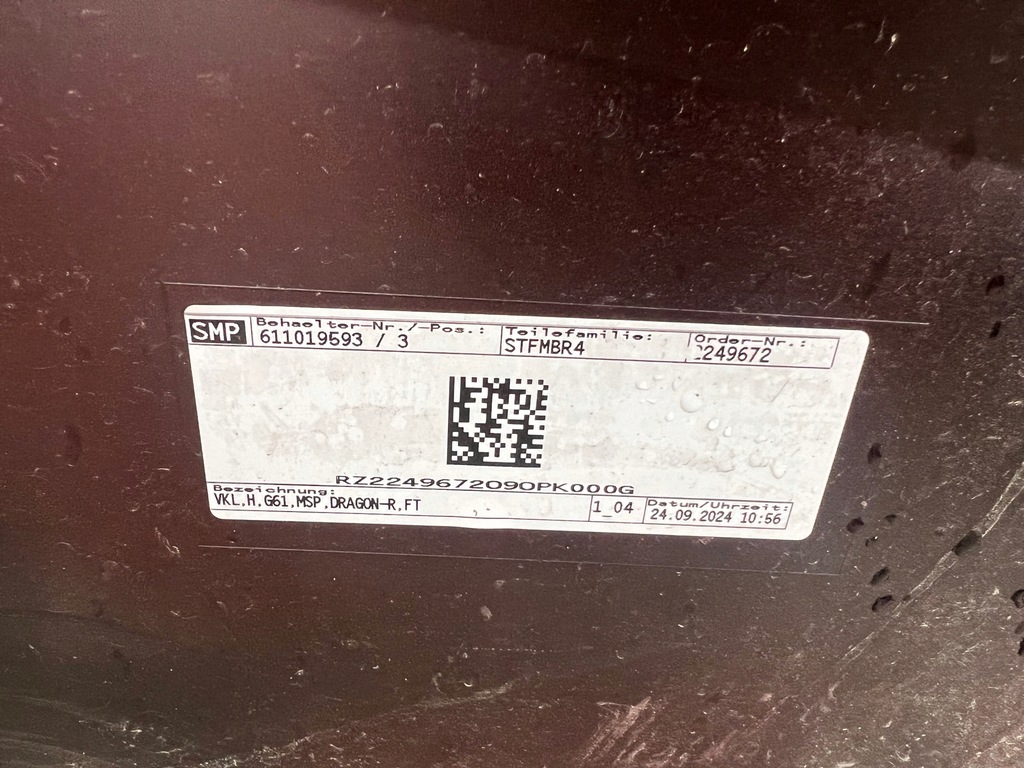 SMP Behaelter-Nr./-Pos.: Teilefamilie: Order-Nr.:
611019593 / 3 STFMBR4 2249672
RZ2249672090PK000G
Bezeichnung: Datum/Uhrzeit:
VKL,H,G61,MSP,DRAGON-R,FT 1_04 24.09.2024 10:56